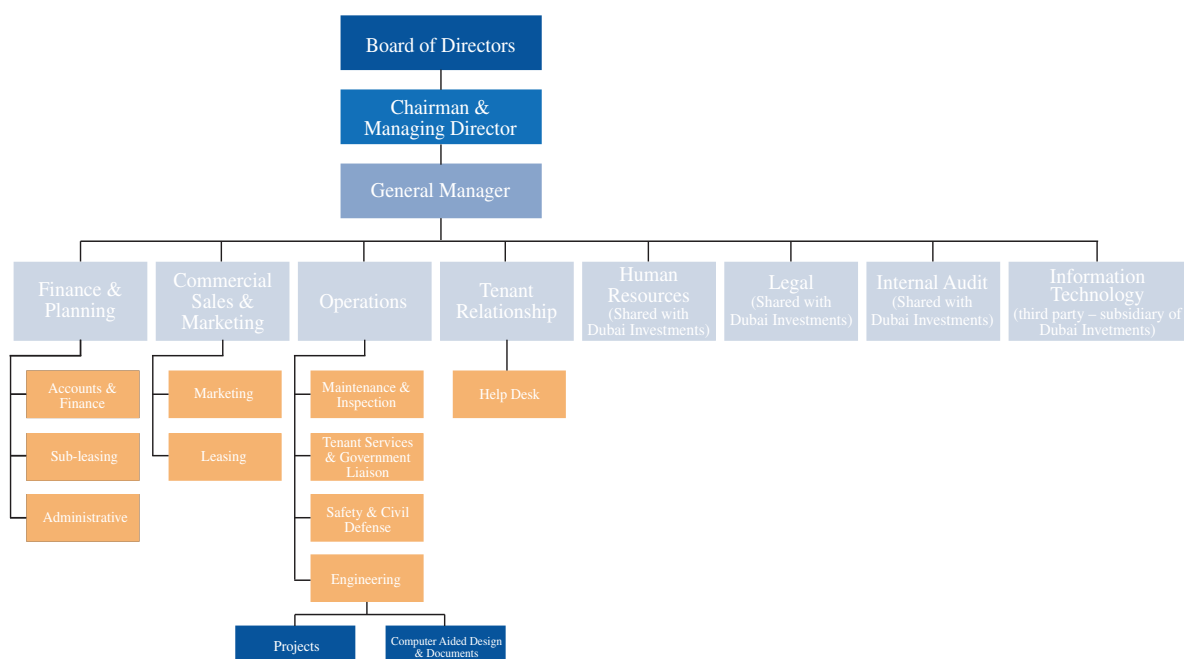 Board of Directors
Chairman &
Managing Director
General Manager
Finance &
Planning
Commercial
Sales &
Marketing
Operations
Tenant
Relationship
Human
Resources
(Shared with
Dubai Investments)
Legal
(Shared with
Dubai Investments)
Internal Audit
(Shared with
Dubai Investments)
Information
Technology
(third party – subsidiary of
Dubai Invetments)
Accounts &
Finance
Marketing
Maintenance &
Inspection
Help Desk
Sub-leasing
Leasing
Tenant Services
& Government
Liaison
Administrative
Safety & Civil
Defense
Engineering
Projects
Computer Aided Design
& Documents